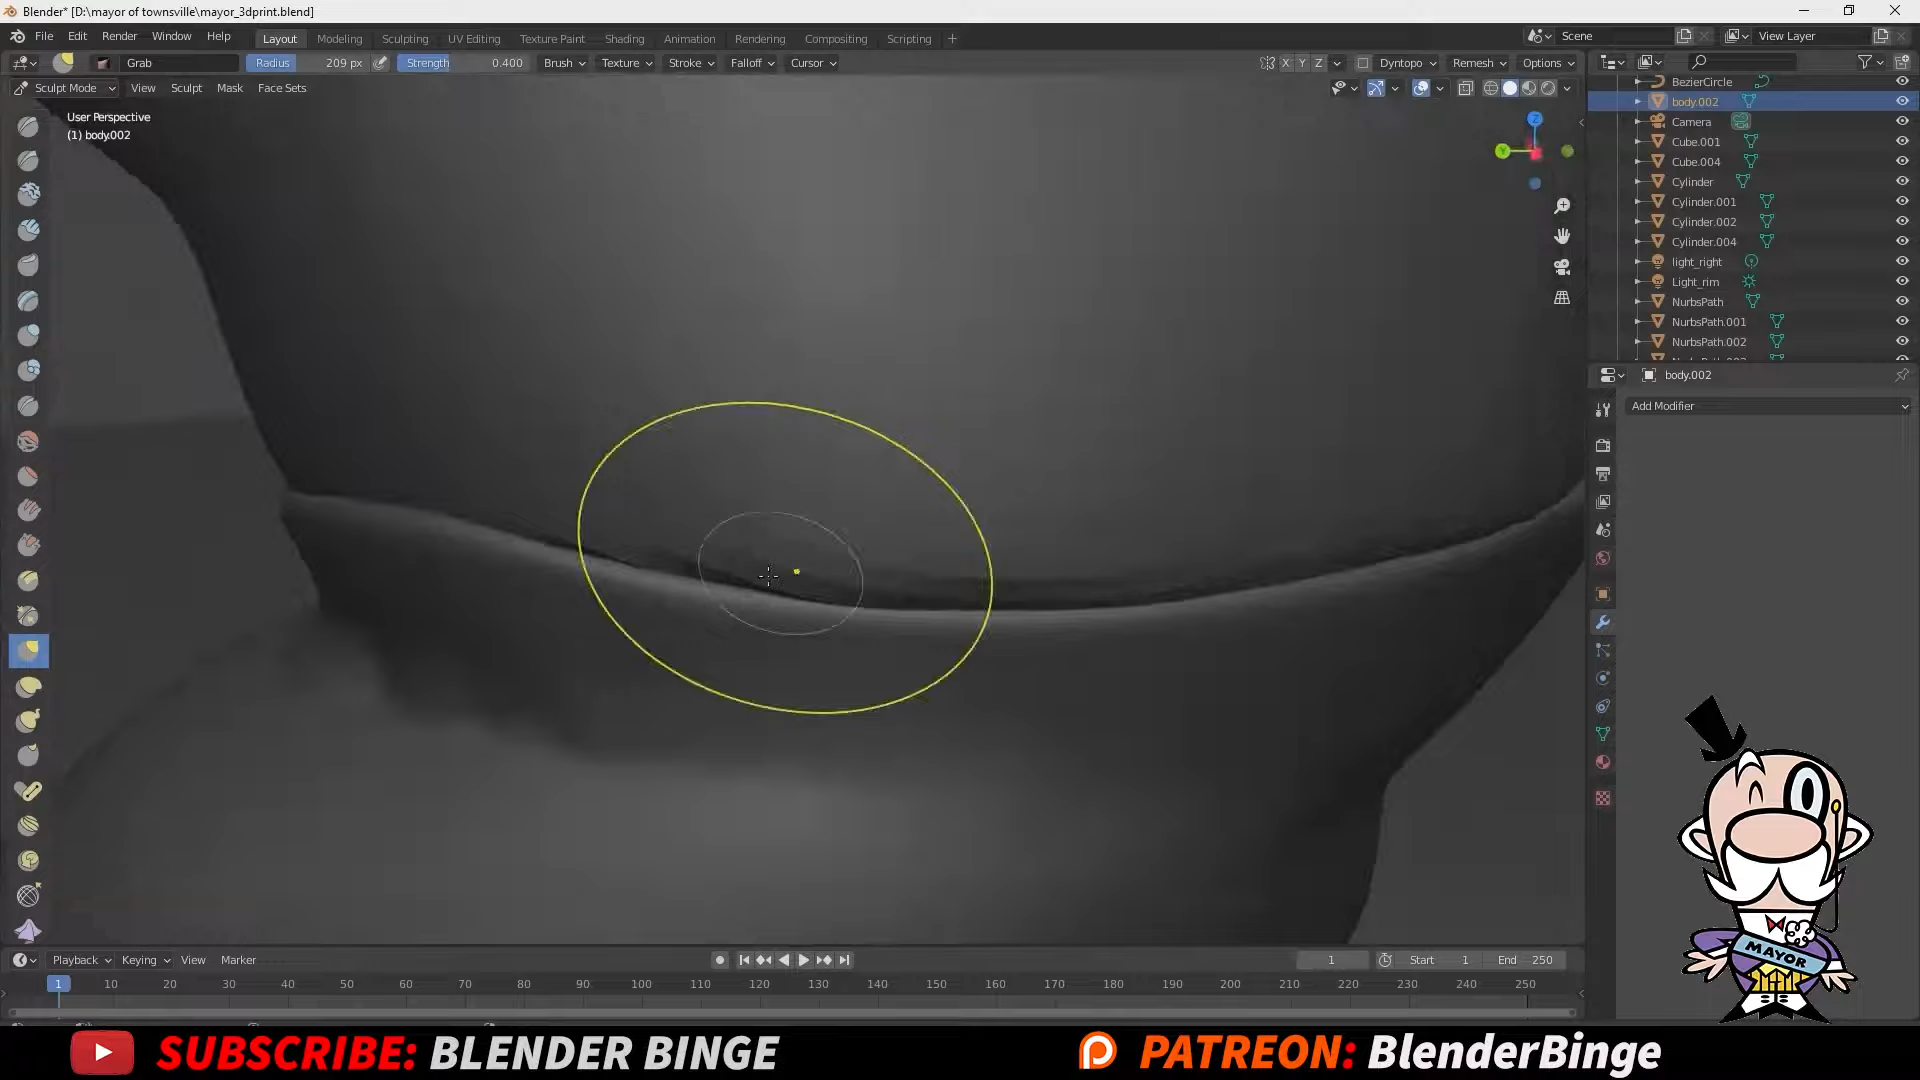 Blender* [D:\mayor of townsville\mayor_3dprint.blend]
File Edit Render Window Help Layout Modeling Sculpting UV Editing Texture Paint Shading Animation Rendering Compositing Scripting Scene View Layer
Grab Radius 209 px Strength 0.400 Brush Texture Stroke Falloff Cursor X Y Z Dyntopo Remesh Options
Sculpt Mode View Sculpt Mask Face Sets
User Perspective
(1) body.002
Z
Y
BezierCircle
body.002
Camera
Cube.001
Cube.004
Cylinder
Cylinder.001
Cylinder.002
Cylinder.004
light_right
Light_rim
NurbsPath
NurbsPath.001
NurbsPath.002
body.002
Add Modifier
MAYOR
Playback Keying View Marker 1 Start 1 End 250
1 10 20 30 40 50 60 70 80 90 100 110 120 130 140 150 160 170 180 190 200 210 220 230 240 250
SUBSCRIBE: BLENDER BINGE PATREON: BlenderBinge